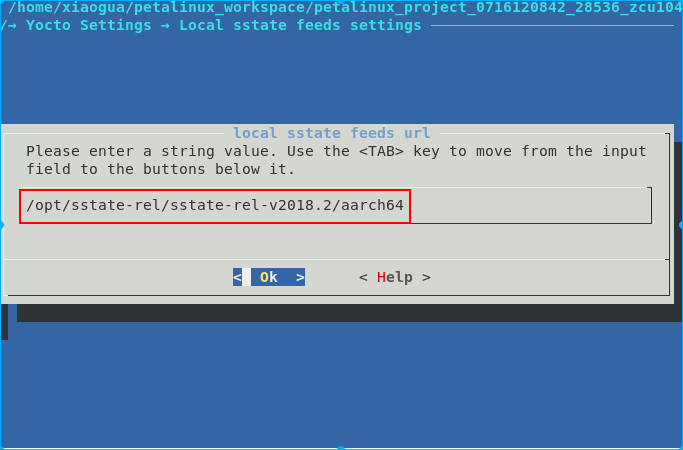 /home/xiaogua/petalinux_workspace/petalinux_project_0716120842_28536_zcu104
/→ Yocto Settings → Local sstate feeds settings
local sstate feeds url
Please enter a string value. Use the <TAB> key to move from the input
field to the buttons below it.
/opt/sstate-rel/sstate-rel-v2018.2/aarch64
< Ok > < Help >